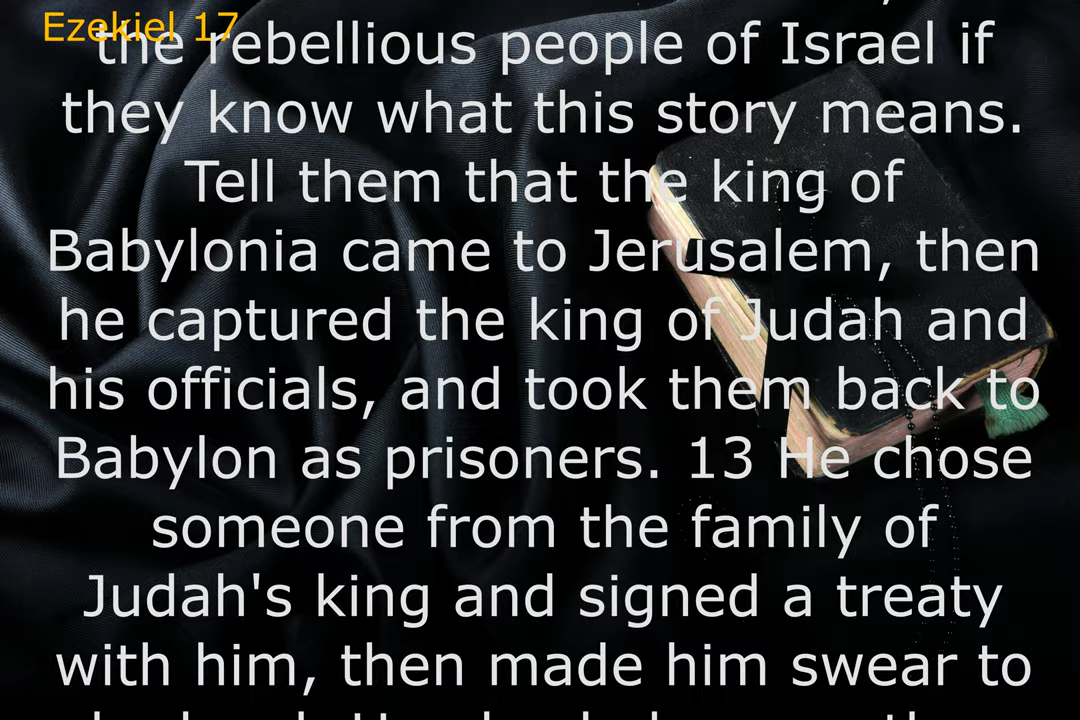 Ezekiel 17
the rebellious people of Israel if
they know what this story means.
Tell them that the king of
Babylonia came to Jerusalem, then
he captured the king of Judah and
his officials, and took them back to
Babylon as prisoners. 13 He chose
someone from the family of
Judah's king and signed a treaty
with him, then made him swear to